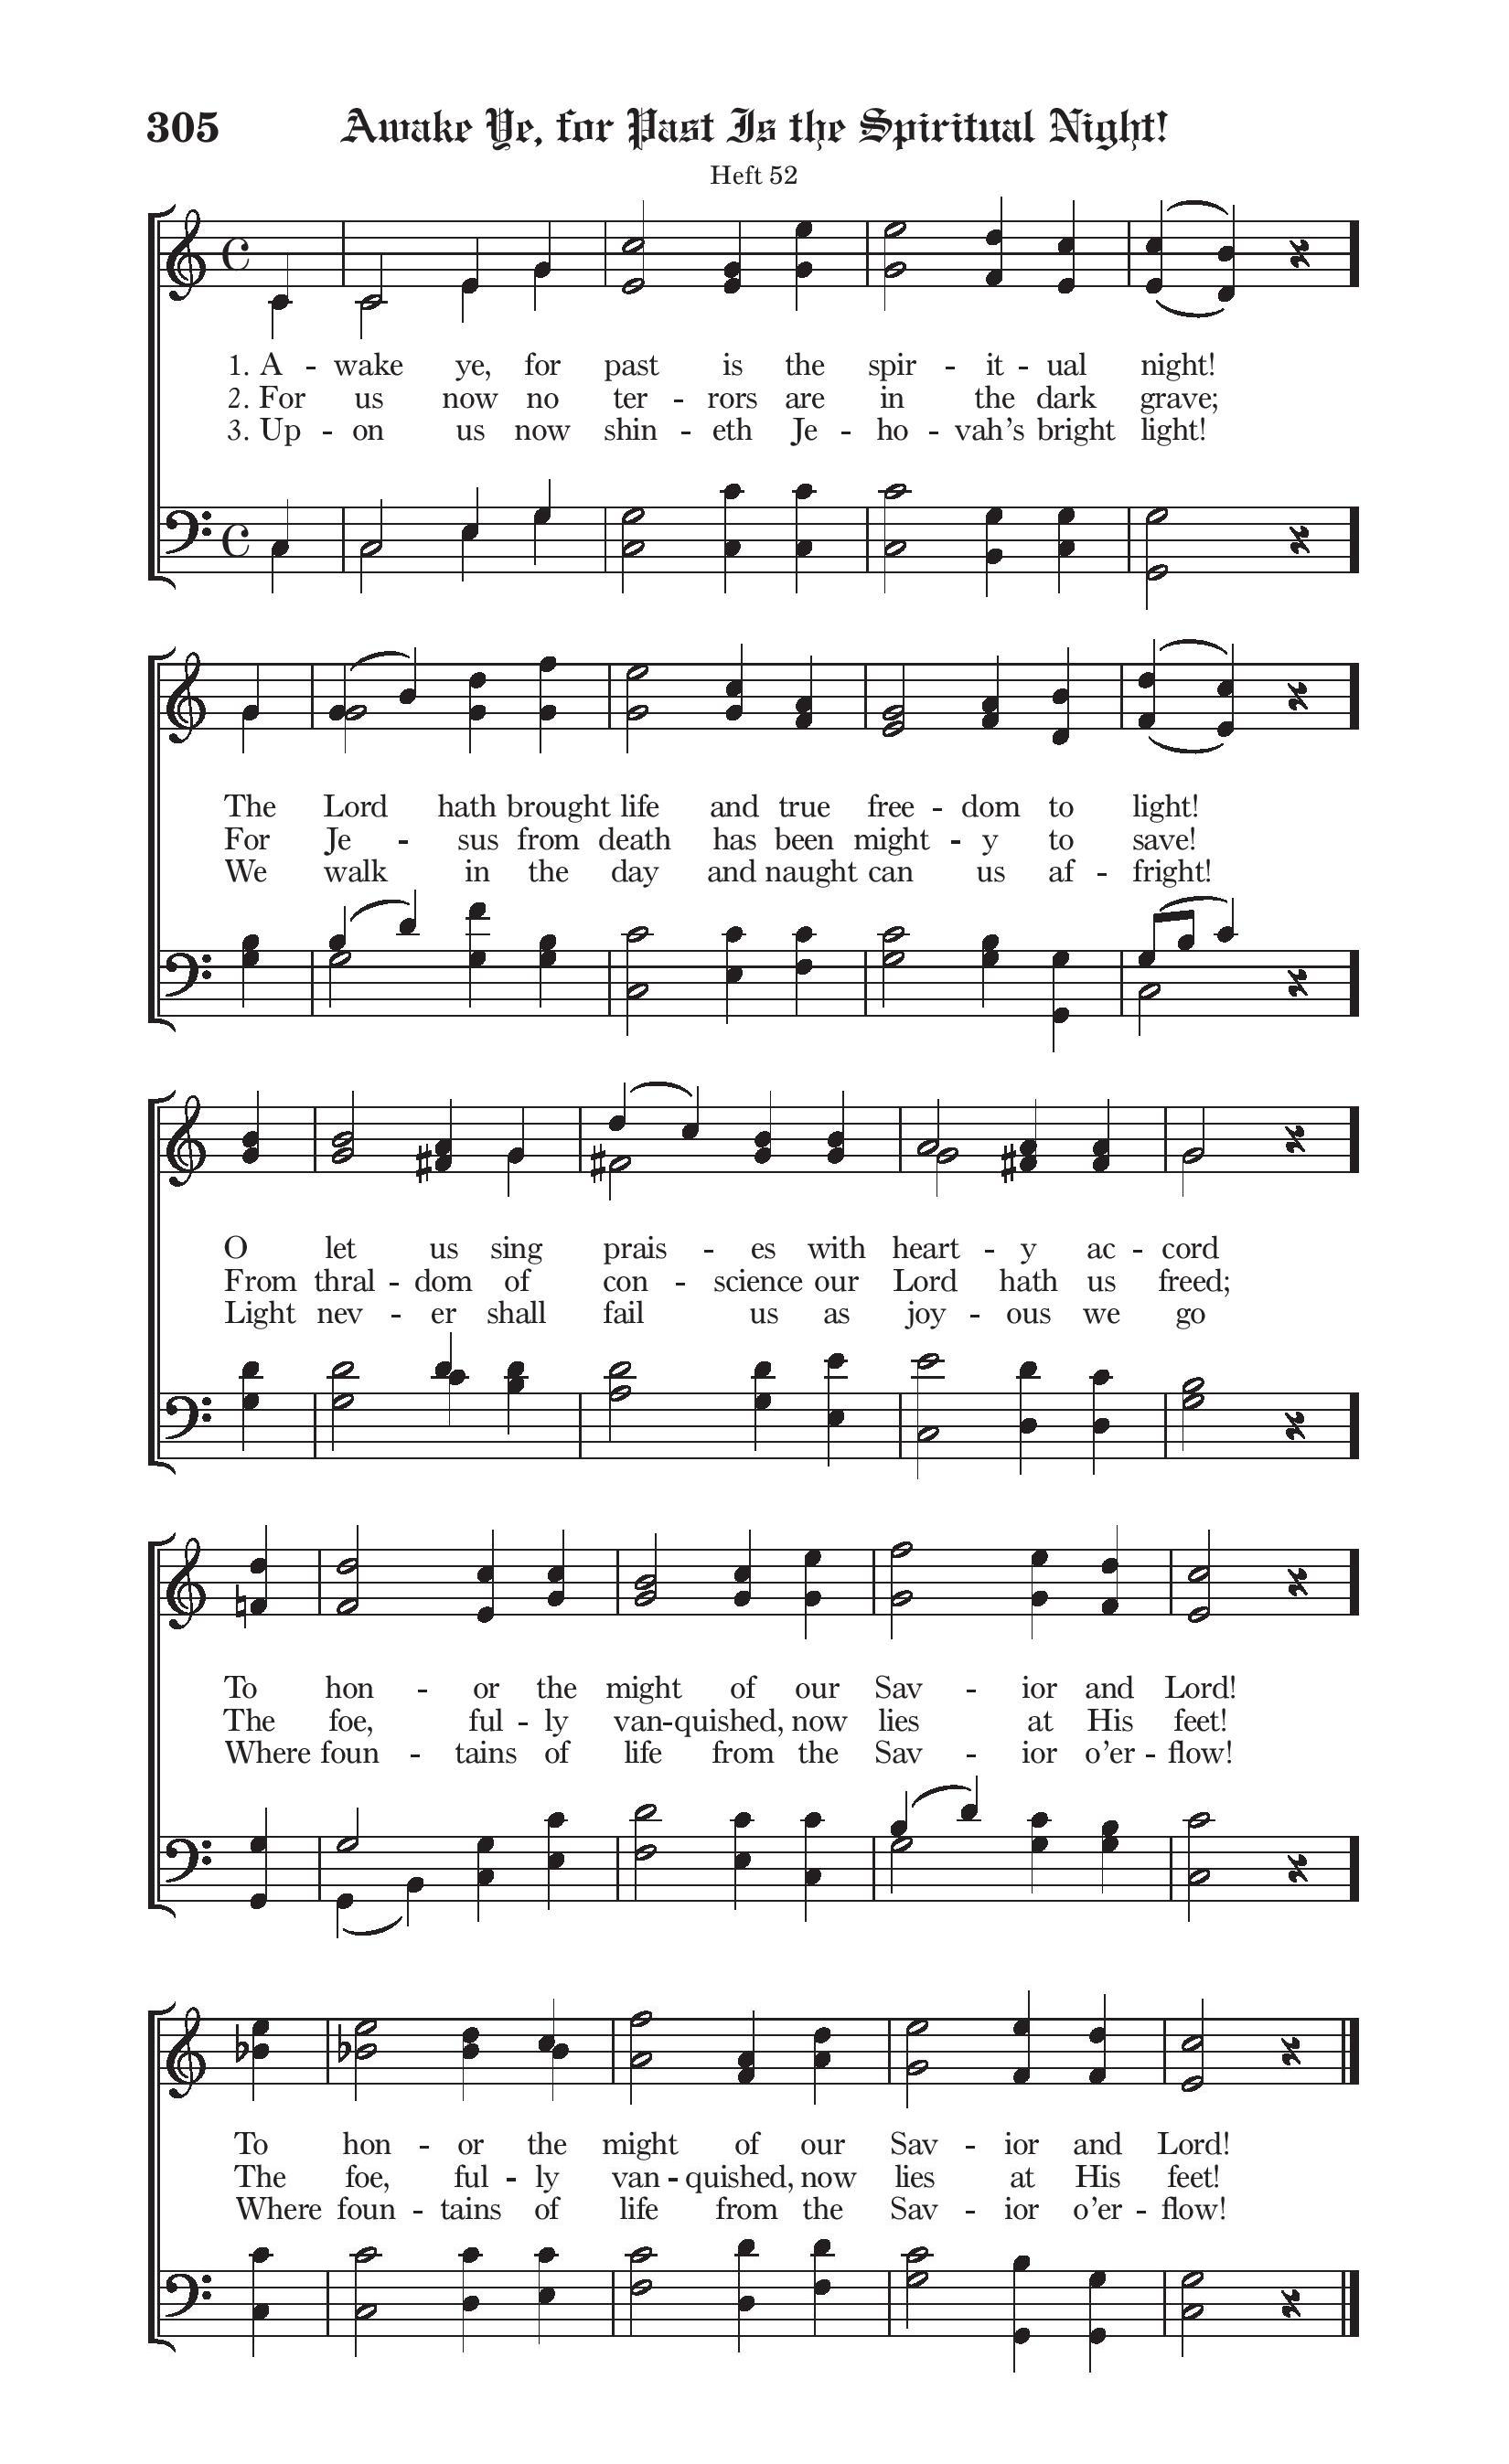 305 Awake Ye, for Past Is the Spiritual Night!
Heft 52
1. A - wake ye, for past is the spir - it - ual night!
2. For us now no ter - rors are in the dark grave;
3. Up - on us now shin - eth Je - ho - vah's bright light!
The Lord hath brought life and true free - dom to light!
For Je - sus from death has been might - y to save!
We walk in the day and naught can us af - fright!
O let us sing prais - es with heart - y ac - cord
From thral - dom of con - science our Lord hath us freed;
Light nev - er shall fail us as joy - ous we go
To hon - or the might of our Sav - ior and Lord!
The foe, ful - ly van - quished, now lies at His feet!
Where foun - tains of life from the Sav - ior o'er - flow!
To hon - or the might of our Sav - ior and Lord!
The foe, ful - ly van - quished, now lies at His feet!
Where foun - tains of life from the Sav - ior o'er - flow!